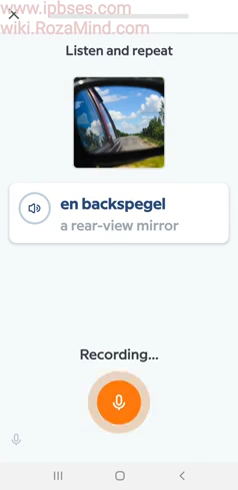 www.ipbses.com
wiki.RozaMind.com
Listen and repeat
en backspegel
a rear-view mirror
Recording...